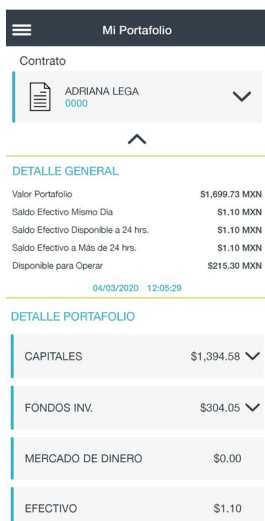 Mi Portafolio
Contrato
ADRIANA LEGA
0000
DETALLE GENERAL
Valor Portafolio $1,699.73 MXN
Saldo Efectivo Mismo Día $1.10 MXN
Saldo Efectivo Disponible a 24 hrs. $1.10 MXN
Saldo Efectivo a Más de 24 hrs. $1.10 MXN
Disponible para Operar $215.30 MXN
04/03/2020 12:05:29
DETALLE PORTAFOLIO
CAPITALES $1,394.58
FONDOS INV. $304.05
MERCADO DE DINERO $0.00
EFECTIVO $1.10